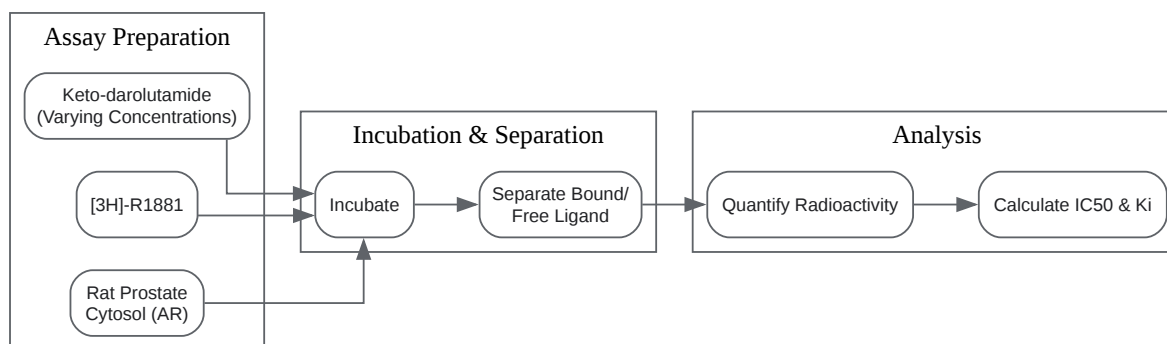 Assay Preparation
Keto-darolutamide
(Varying Concentrations)
[3H]-R1881
Rat Prostate
Cytosol (AR)
Incubation & Separation
Incubate
Separate Bound/
Free Ligand
Analysis
Quantify Radioactivity
Calculate IC50 & Ki